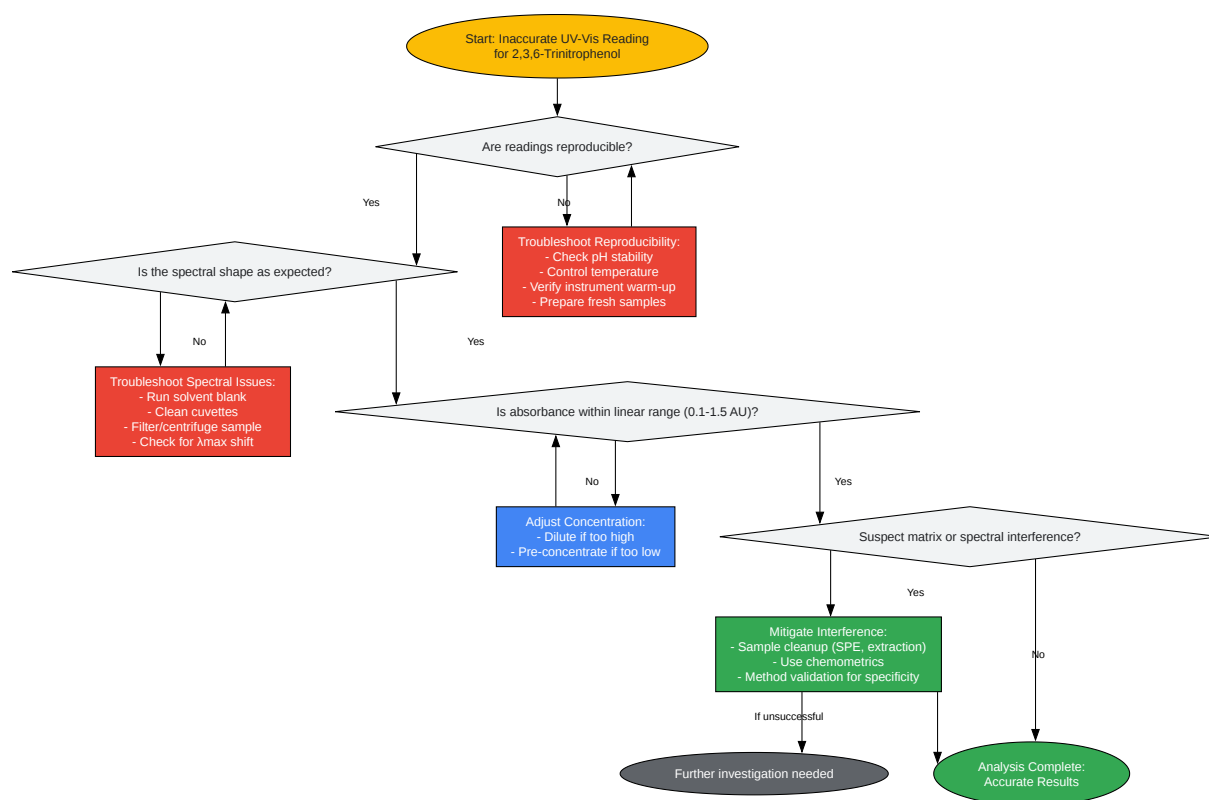 Start: Inaccurate UV-Vis Reading
for 2,3,6-Trinitrophenol
Are readings reproducible?
Yes
No
Troubleshoot Reproducibility:
- Check pH stability
- Control temperature
- Verify instrument warm-up
- Prepare fresh samples
Is the spectral shape as expected?
No
Yes
Troubleshoot Spectral Issues:
- Run solvent blank
- Clean cuvettes
- Filter/centrifuge sample
- Check for λmax shift
Is absorbance within linear range (0.1-1.5 AU)?
No
Yes
Adjust Concentration:
- Dilute if too high
- Pre-concentrate if too low
Suspect matrix or spectral interference?
Yes
No
Mitigate Interference:
- Sample cleanup (SPE, extraction)
- Use chemometrics
- Method validation for specificity
If unsuccessful
Further investigation needed
Analysis Complete:
Accurate Results